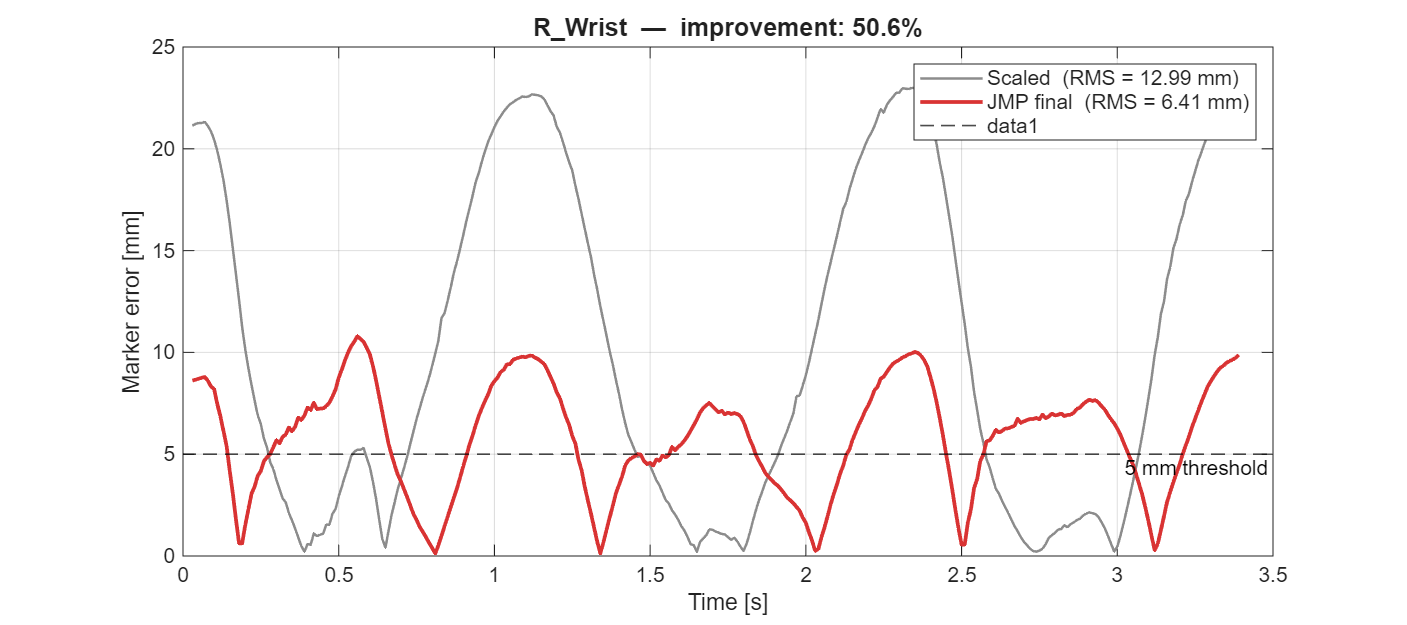 R_Wrist — improvement: 50.6%
Scaled (RMS = 12.99 mm)
JMP final (RMS = 6.41 mm)
data1
Marker error [mm]
25
20
15
10
5
0
5 mm threshold
0 0.5 1 1.5 2 2.5 3 3.5
Time [s]